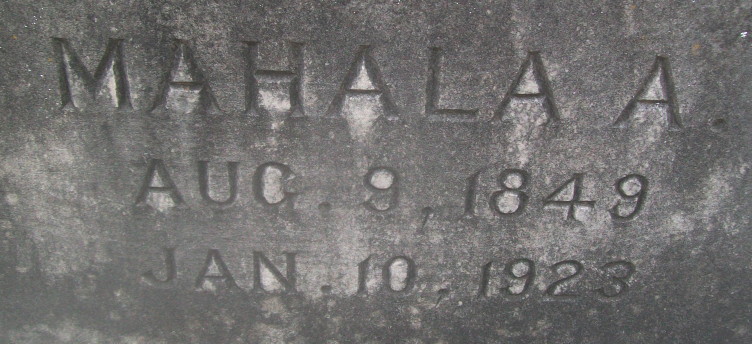 MAHALA A.
AUG. 9, 1849
JAN. 10, 1923